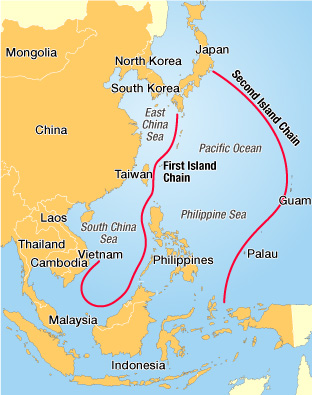 Mongolia
Japan
North Korea
South Korea
Second Island Chain
East
China
Sea
China
Pacific Ocean
Taiwan
First Island
Chain
Guam
Laos
Philippine Sea
South China
Sea
Thailand
Vietnam
Cambodia
Philippines
Palau
Malaysia
Indonesia